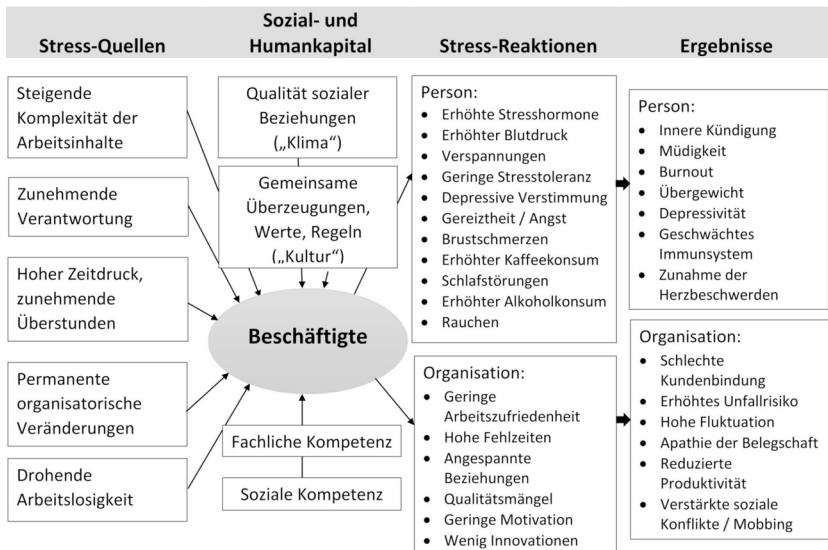 Stress-Quellen
Sozial- und
Humankapital
Stress-Reaktionen
Ergebnisse
Steigende
Komplexität der
Arbeitsinhalte
Zunehmende
Verantwortung
Hoher Zeitdruck,
zunehmende
Überstunden
Permanente
organisatorische
Veränderungen
Drohende
Arbeitslosigkeit
Qualität sozialer
Beziehungen
(„Klima“)
Gemeinsame
Überzeugungen,
Werte, Regeln
(„Kultur“)
Beschäftigte
Fachliche Kompetenz
Soziale Kompetenz
Person:
• Erhöhte Stresshormone
• Erhöhter Blutdruck
• Verspannungen
• Geringe Stresstoleranz
• Depressive Verstimmung
• Gereiztheit / Angst
• Brustschmerzen
• Erhöhter Kaffeekonsum
• Schlafstörungen
• Erhöhter Alkoholkonsum
• Rauchen
Organisation:
• Geringe
Arbeitszufriedenheit
• Hohe Fehlzeiten
• Angespannte
Beziehungen
• Qualitätsmängel
• Geringe Motivation
• Wenig Innovationen
Person:
• Innere Kündigung
• Müdigkeit
• Burnout
• Übergewicht
• Depressivität
• Geschwächtes
Immunsystem
• Zunahme der
Herzbeschwerden
Organisation:
• Schlechte
Kundenbindung
• Erhöhtes Unfallrisiko
• Hohe Fluktuation
• Apathie der Belegschaft
• Reduzierte
Produktivität
• Verstärkte soziale
Konflikte / Mobbing